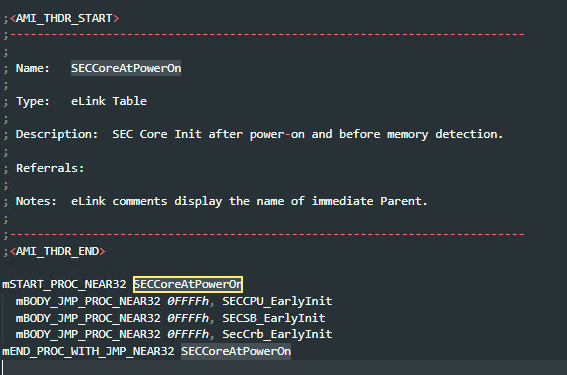 ;<AMI_THDR_START>
;---------------------------------------------------------------------------
;
; Name:   SECCoreAtPowerOn
;
; Type:   eLink Table
;
; Description:  SEC Core Init after power-on and before memory detection.
;
; Referrals:
;
; Notes:  eLink comments display the name of immediate Parent.
;
;---------------------------------------------------------------------------
;<AMI_THDR_END>
mSTART_PROC_NEAR32 SECCoreAtPowerOn
  mBODY_JMP_PROC_NEAR32 0FFFFh, SECCPU_EarlyInit
  mBODY_JMP_PROC_NEAR32 0FFFFh, SECSB_EarlyInit
  mBODY_JMP_PROC_NEAR32 0FFFFh, SecCrb_EarlyInit
mEND_PROC_WITH_JMP_NEAR32 SECCoreAtPowerOn